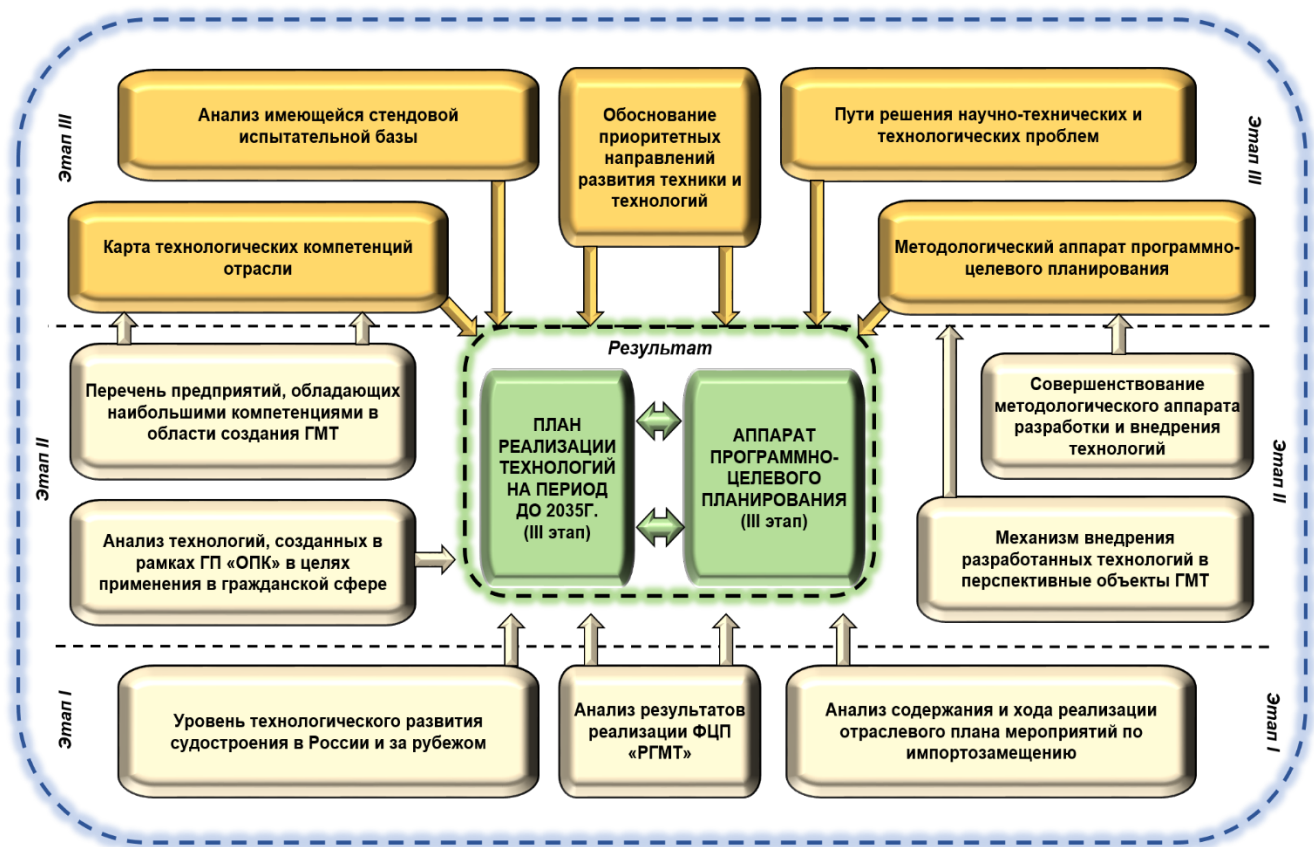 Этап III
Анализ имеющейся стендовой
испытательной базы
Обоснование
приоритетных
направлений
развития техники и
технологий
Пути решения научно-технических и
технологических проблем
Этап III
Карта технологических компетенций
отрасли
Методологический аппарат программно-
целевого планирования
Этап II
Перечень предприятий, обладающих
наибольшими компетенциями в
области создания ГМТ
Анализ технологий, созданных в
рамках ГП «ОПК» в целях
применения в гражданской сфере
Результат
ПЛАН
РЕАЛИЗАЦИИ
ТЕХНОЛОГИЙ
НА ПЕРИОД
ДО 2035Г.
(III этап)
АППАРАТ
ПРОГРАММНО-
ЦЕЛЕВОГО
ПЛАНИРОВАНИЯ
(III этап)
Совершенствование
методологического аппарата
разработки и внедрения
технологий
Механизм внедрения
разработанных технологий в
перспективные объекты ГМТ
Этап II
Этап I
Уровень технологического развития
судостроения в России и за рубежом
Анализ результатов
реализации ФЦП
«РГМТ»
Анализ содержания и хода реализации
отраслевого плана мероприятий по
импортозамещению
Этап I